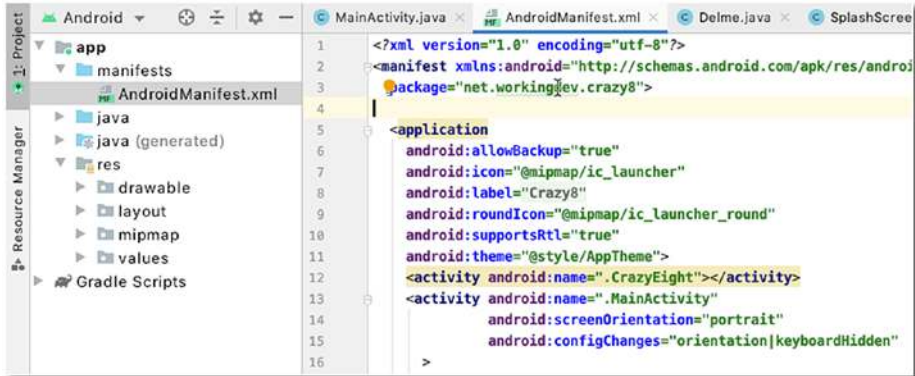 1: Project
Resource Manager
Android
app
manifests
AndroidManifest.xml
java
java (generated)
res
drawable
layout
mipmap
values
Gradle Scripts
MainActivity.java
AndroidManifest.xml
Delme.java
SplashScree
1 <?xml version="1.0" encoding="utf-8"?>
2 <manifest xmlns:android="http://schemas.android.com/apk/res/androi
3 package="net.workingdev.crazy8">
4
5 <application
6 android:allowBackup="true"
7 android:icon="@mipmap/ic_launcher"
8 android:label="Crazy8"
9 android:roundIcon="@mipmap/ic_launcher_round"
10 android:supportsRtl="true"
11 android:theme="@style/AppTheme">
12 <activity android:name=".CrazyEight"></activity>
13 <activity android:name=".MainActivity"
14 android:screenOrientation="portrait"
15 android:configChanges="orientation|keyboardHidden"
16 >